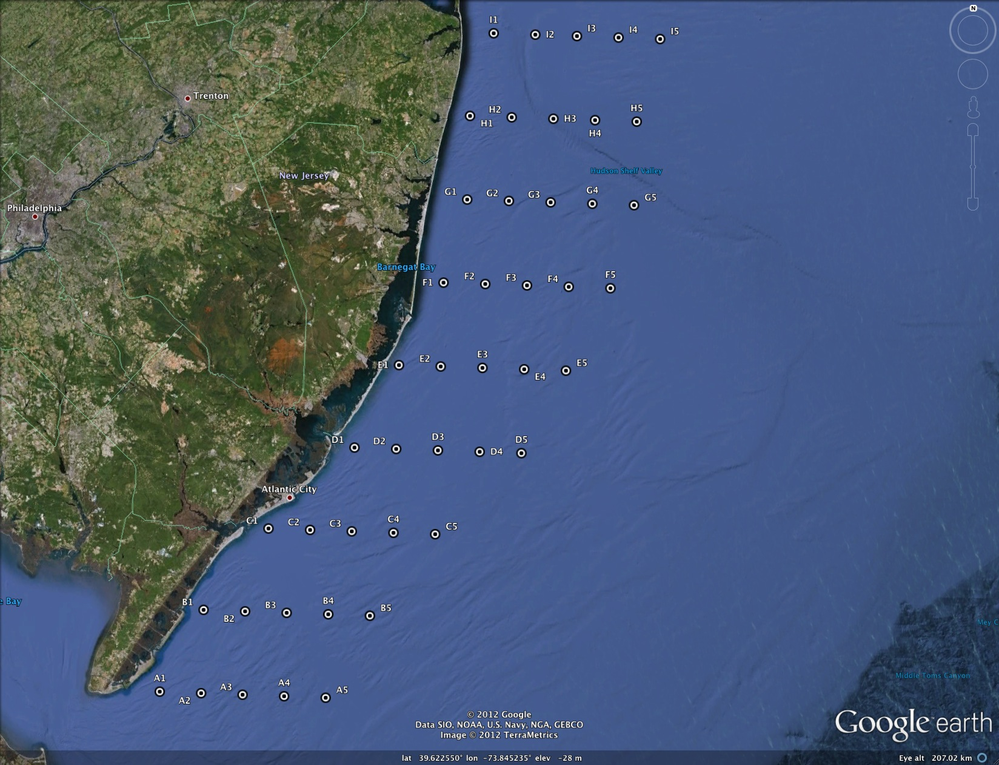 N
I1
I2
I3
I4
I5
Trenton
H1
H2
H3
H4
H5
New Jersey
Hudson Shelf Valley
G1
G2
G3
G4
G5
Philadelphia
Barnegat Bay
F1
F2
F3
F4
F5
E1
E2
E3
E4
E5
D1
D2
D3
D4
D5
Atlantic City
C1
C2
C3
C4
C5
e Bay
B1
B2
B3
B4
B5
Mey C
Middle Toms Canyon
A1
A2
A3
A4
A5
© 2012 Google
Data SIO, NOAA, U.S. Navy, NGA, GEBCO
Image © 2012 TerraMetrics
Google earth
lat 39.622550° lon -73.845235° elev -28 m
Eye alt 207.02 km